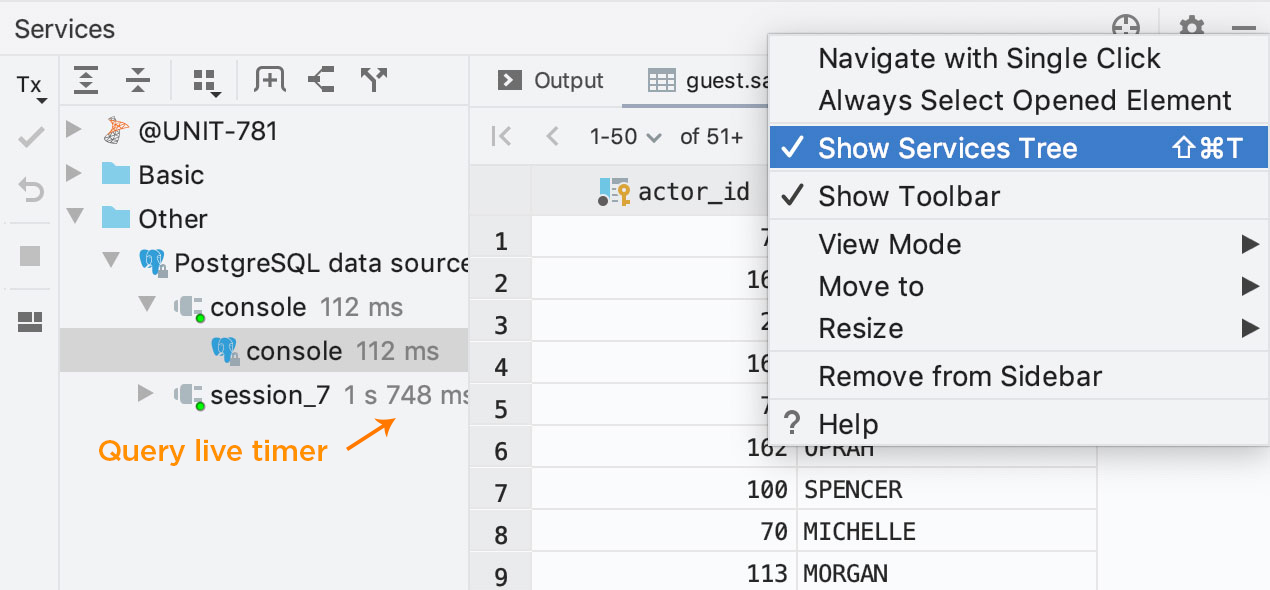 Services
Tx
@UNIT-781
Basic
Other
PostgreSQL data source
console 112 ms
console 112 ms
session_7 1 s 748 ms
Query live timer
Output
guest.sa
1-50 of 51+
actor_id
1 7
2 16
3 2
4 16
5 7
6 162 OPRAH
7 100 SPENCER
8 70 MICHELLE
9 113 MORGAN
Navigate with Single Click
Always Select Opened Element
✓ Show Services Tree ⇧⌘T
✓ Show Toolbar
View Mode
Move to
Resize
Remove from Sidebar
? Help